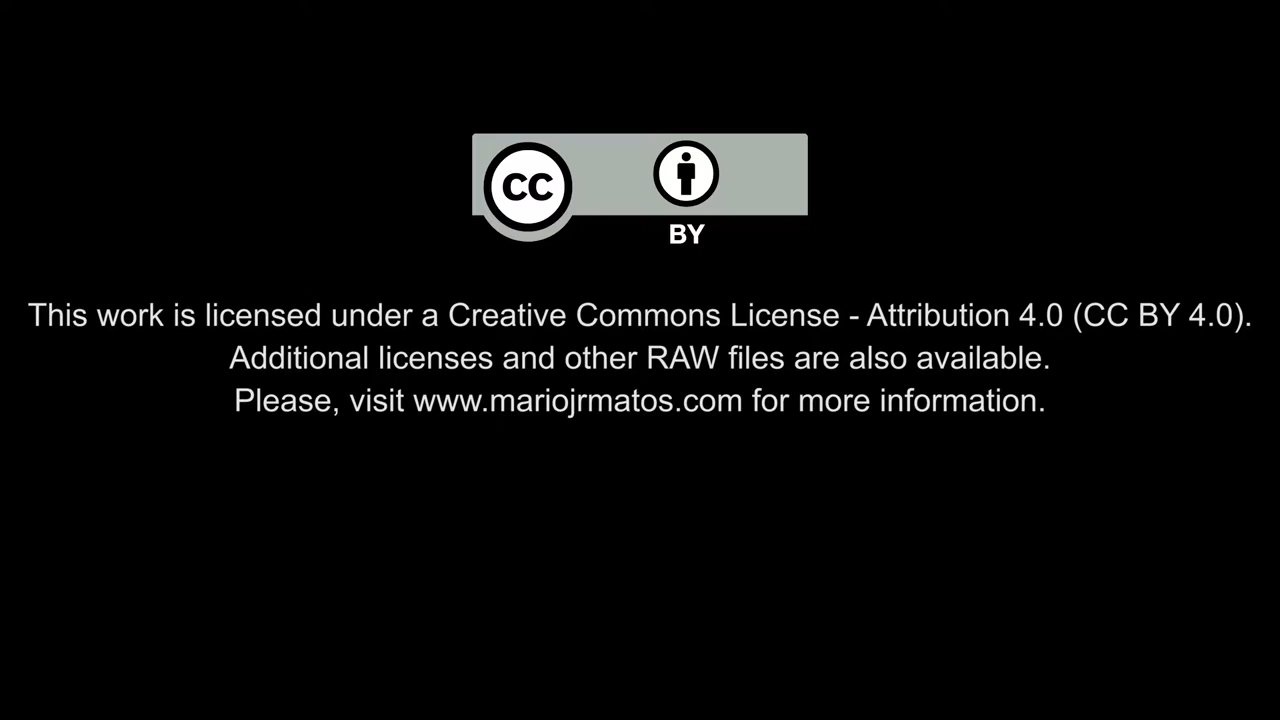 CC
BY
This work is licensed under a Creative Commons License - Attribution 4.0 (CC BY 4.0).
Additional licenses and other RAW files are also available.
Please, visit www.mariojrmatos.com for more information.